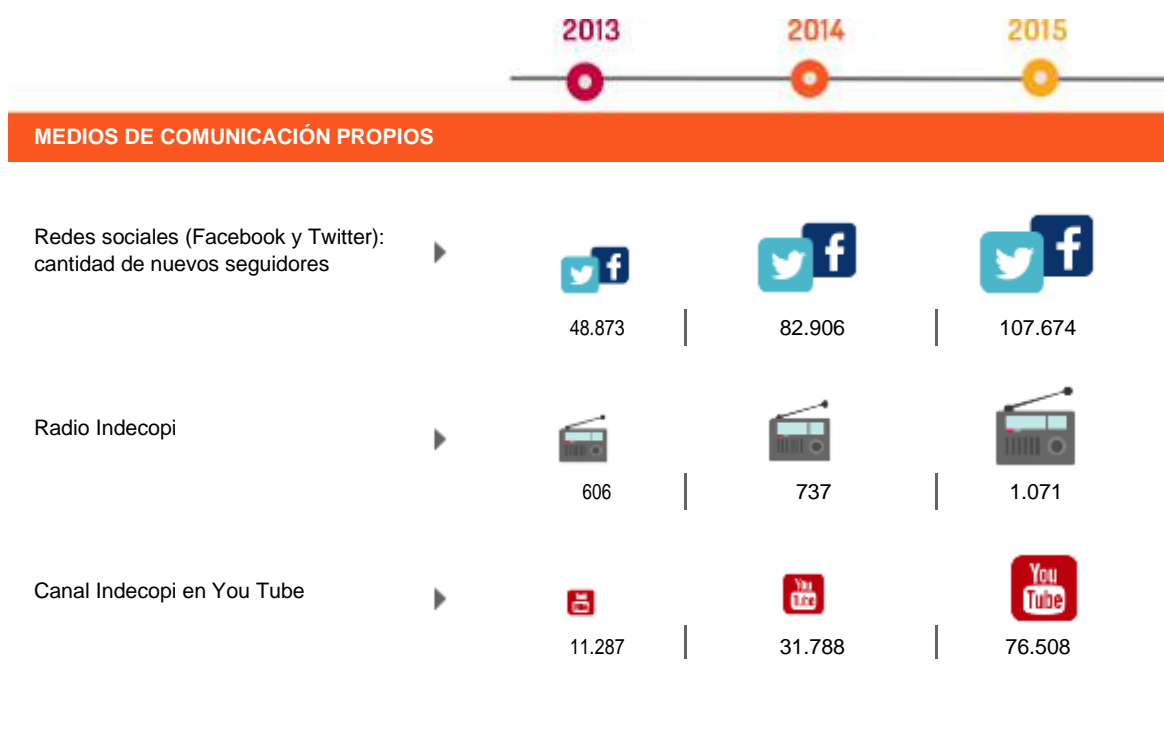 2013 2014 2015
MEDIOS DE COMUNICACIÓN PROPIOS
Redes sociales (Facebook y Twitter):
cantidad de nuevos seguidores
48.873 82.906 107.674
Radio Indecopi
606 737 1.071
You
Tube
Canal Indecopi en You Tube
11.287 31.788 76.508